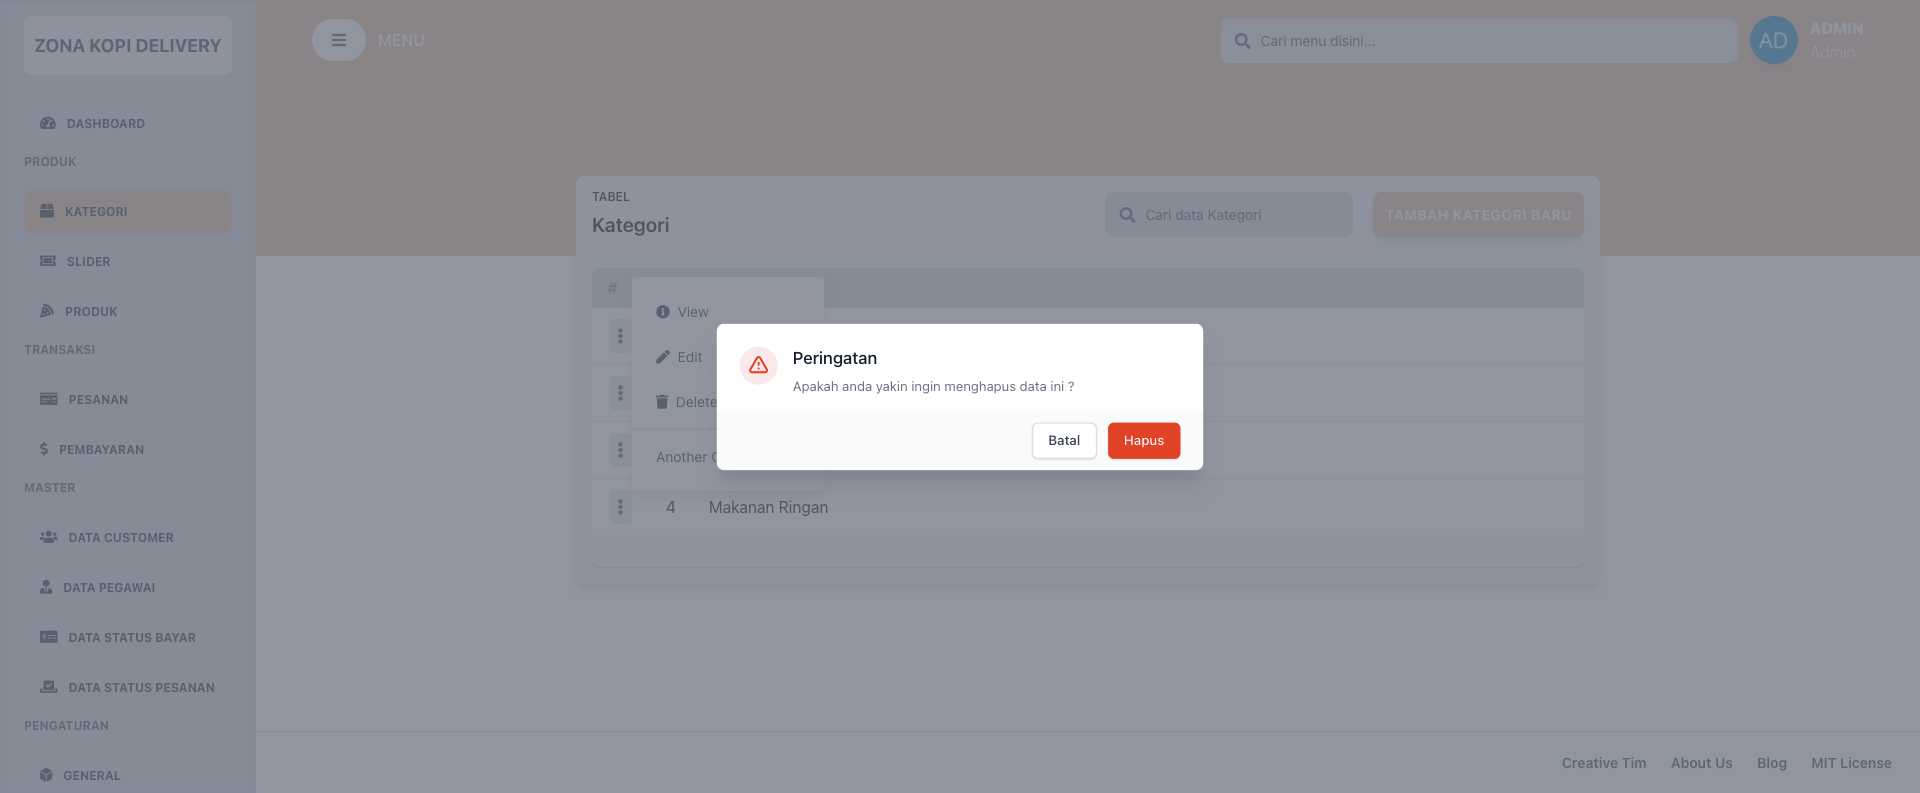 ZONA KOPI DELIVERY
DASHBOARD
PRODUK
KATEGORI
SLIDER
PRODUK
TRANSAKSI
PESANAN
PEMBAYARAN
MASTER
DATA CUSTOMER
DATA PEGAWAI
DATA STATUS BAYAR
DATA STATUS PESANAN
PENGATURAN
GENERAL
MENU
Cari menu disini...
AD
ADMIN
Admin
TABEL
Kategori
Cari data Kategori
TAMBAH KATEGORI BARU
#
View
Edit
Delete
Another
Peringatan
Apakah anda yakin ingin menghapus data ini ?
Batal
Hapus
4 Makanan Ringan
Creative Tim About Us Blog MIT License